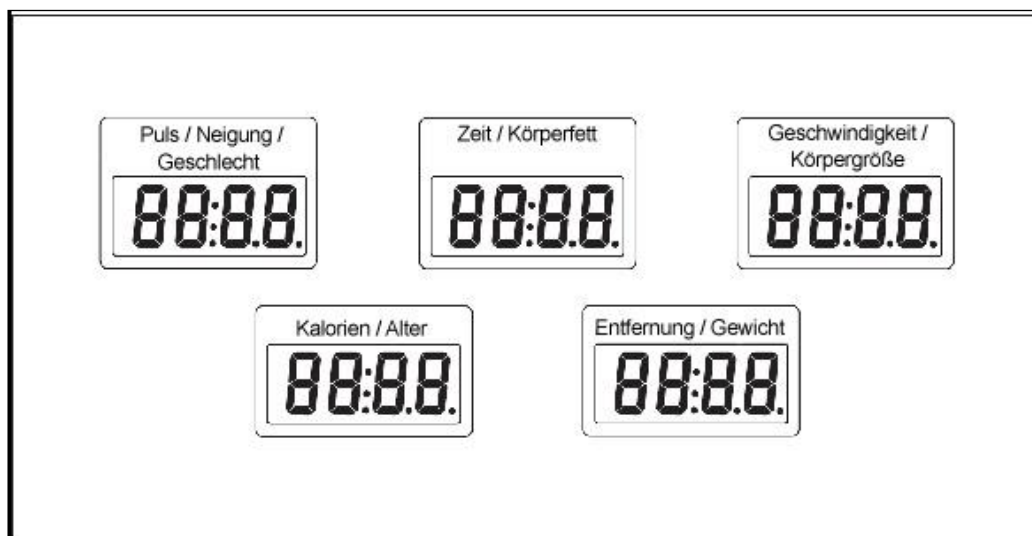 Puls / Neigung /
Geschlecht
88:8.8.
Zeit / Körperfett
88:8.8.
Geschwindigkeit /
Körpergröße
88:8.8.
Kalorien / Alter
88:8.8.
Entfernung / Gewicht
88:8.8.